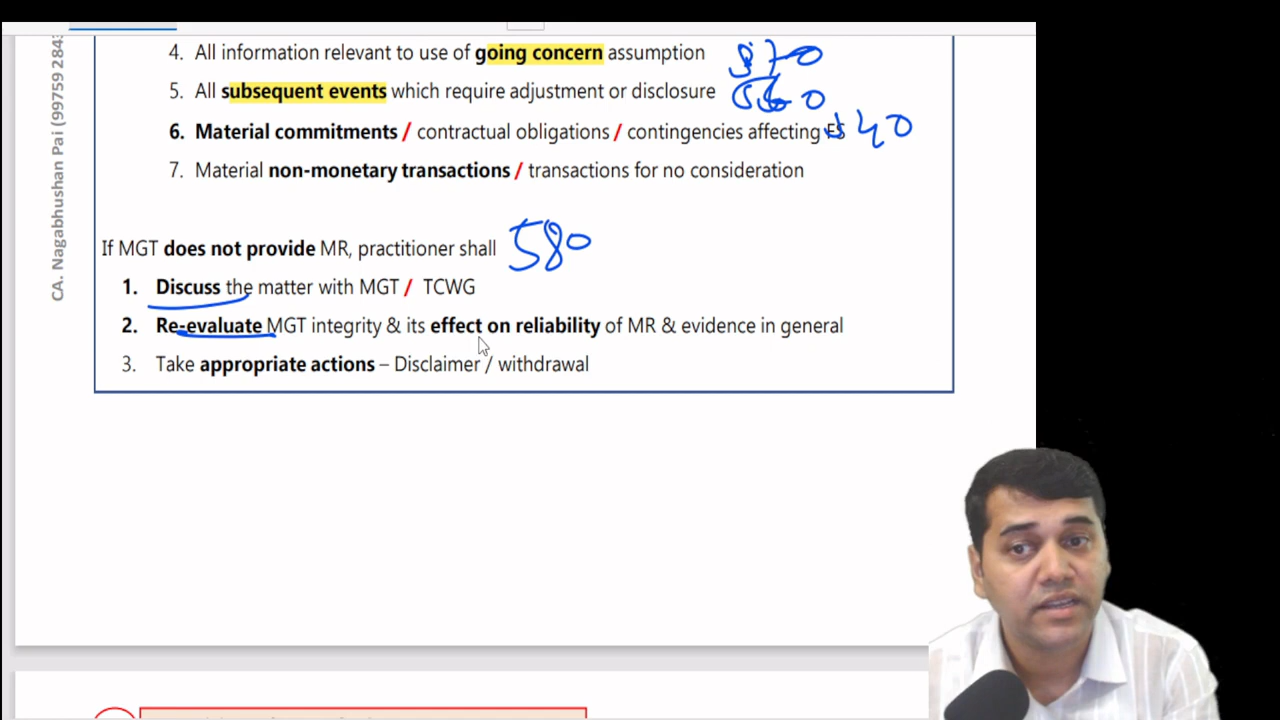 4. All information relevant to use of going concern assumption 570
5. All subsequent events which require adjustment or disclosure 560
6. Material commitments / contractual obligations / contingencies affecting FS
7. Material non-monetary transactions / transactions for no consideration
If MGT does not provide MR, practitioner shall 580
1. Discuss the matter with MGT / TCWG
2. Re-evaluate MGT integrity & its effect on reliability of MR & evidence in general
3. Take appropriate actions – Disclaimer / withdrawal
CA. Nagabhushan Pai (99759 2843